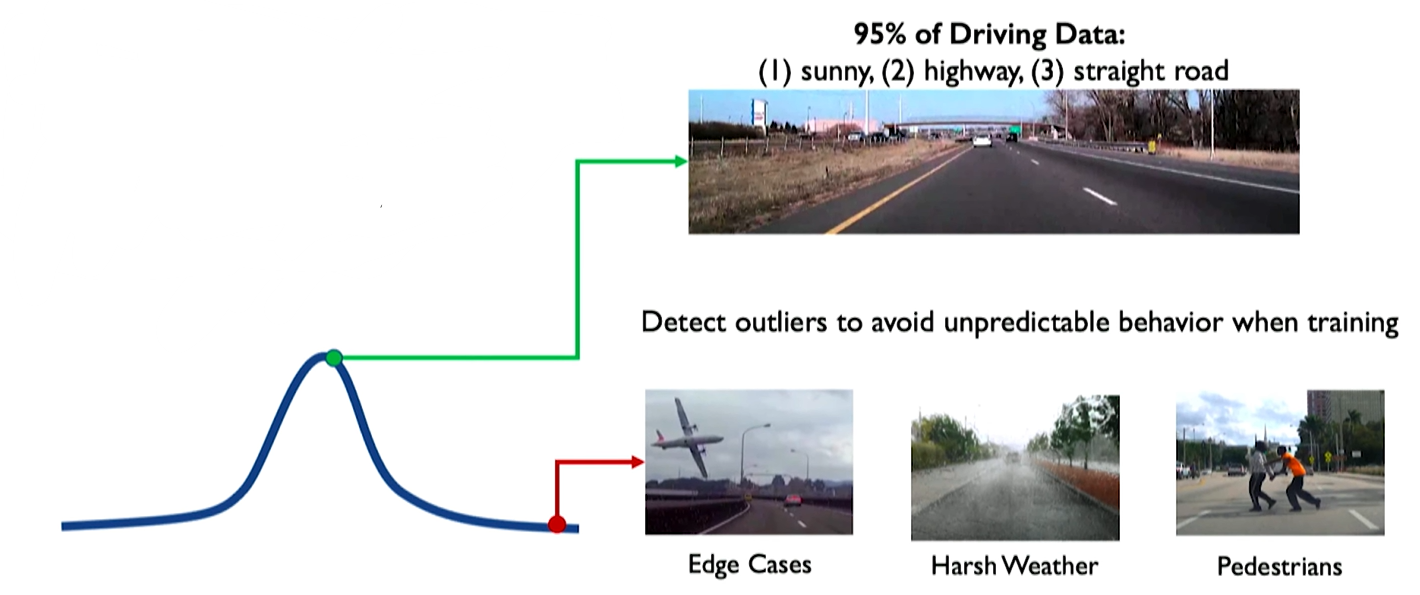 95% of Driving Data:
(1) sunny, (2) highway, (3) straight road
Detect outliers to avoid unpredictable behavior when training
Edge Cases
Harsh Weather
Pedestrians